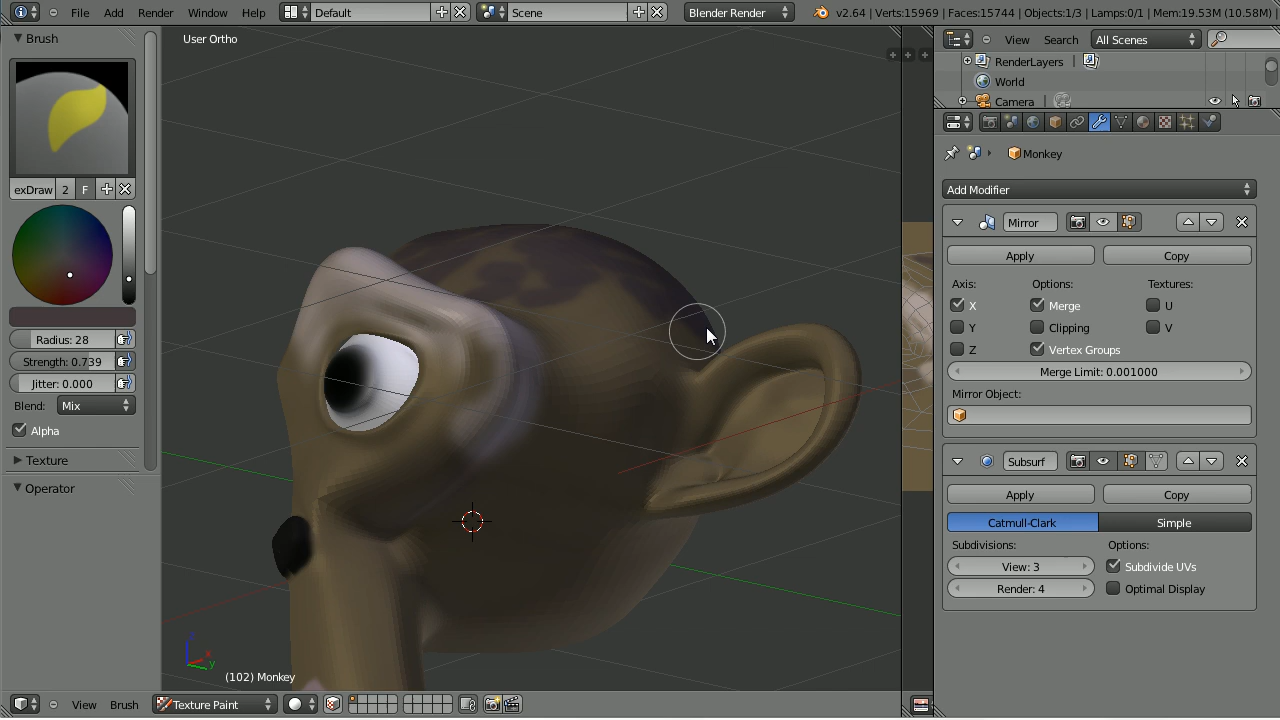 File Add Render Window Help Default Scene Blender Render v2.64 | Verts:15969 | Faces:15744 | Objects:1/3 | Lamps:0/1 | Mem:19.53M (10.58M) |
Brush
User Ortho
View Search All Scenes
RenderLayers |
World
Camera |
Monkey
exDraw 2 F
Add Modifier
Mirror
Apply Copy
Axis: Options: Textures:
X Merge U
Y Clipping V
Z Vertex Groups
Radius: 28
Strength: 0.739
Jitter: 0.000
Blend: Mix
Alpha
Merge Limit: 0.001000
Mirror Object:
Texture
Operator
Subsurf
Apply Copy
Catmull-Clark Simple
Subdivisions: Options:
View: 3 Subdivide UVs
Render: 4 Optimal Display
z
x
y
(102) Monkey
View Brush Texture Paint